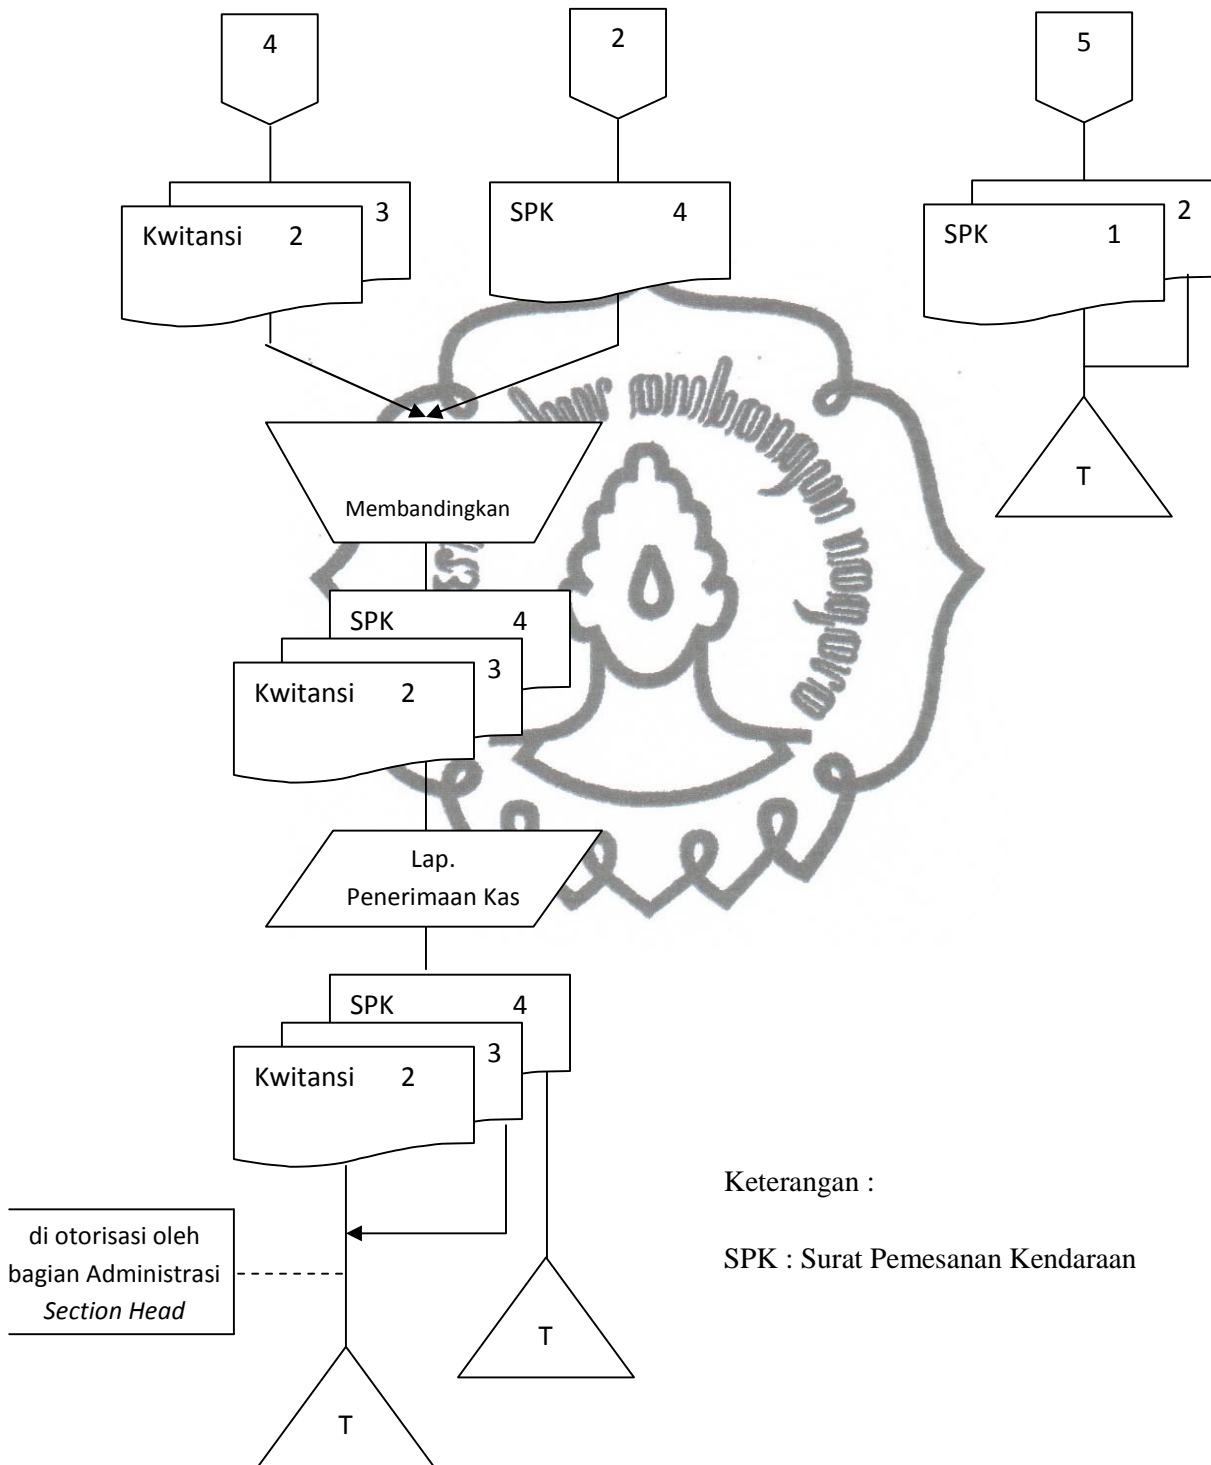 4
2
5
3
Kwitansi 2
SPK 4
2
SPK 1
T
Membandingkan
SPK 4
3
Kwitansi 2
Lap.
Penerimaan Kas
SPK 4
3
Kwitansi 2
Keterangan :
SPK : Surat Pemesanan Kendaraan
di otorisasi oleh
bagian Administrasi
Section Head
T
T